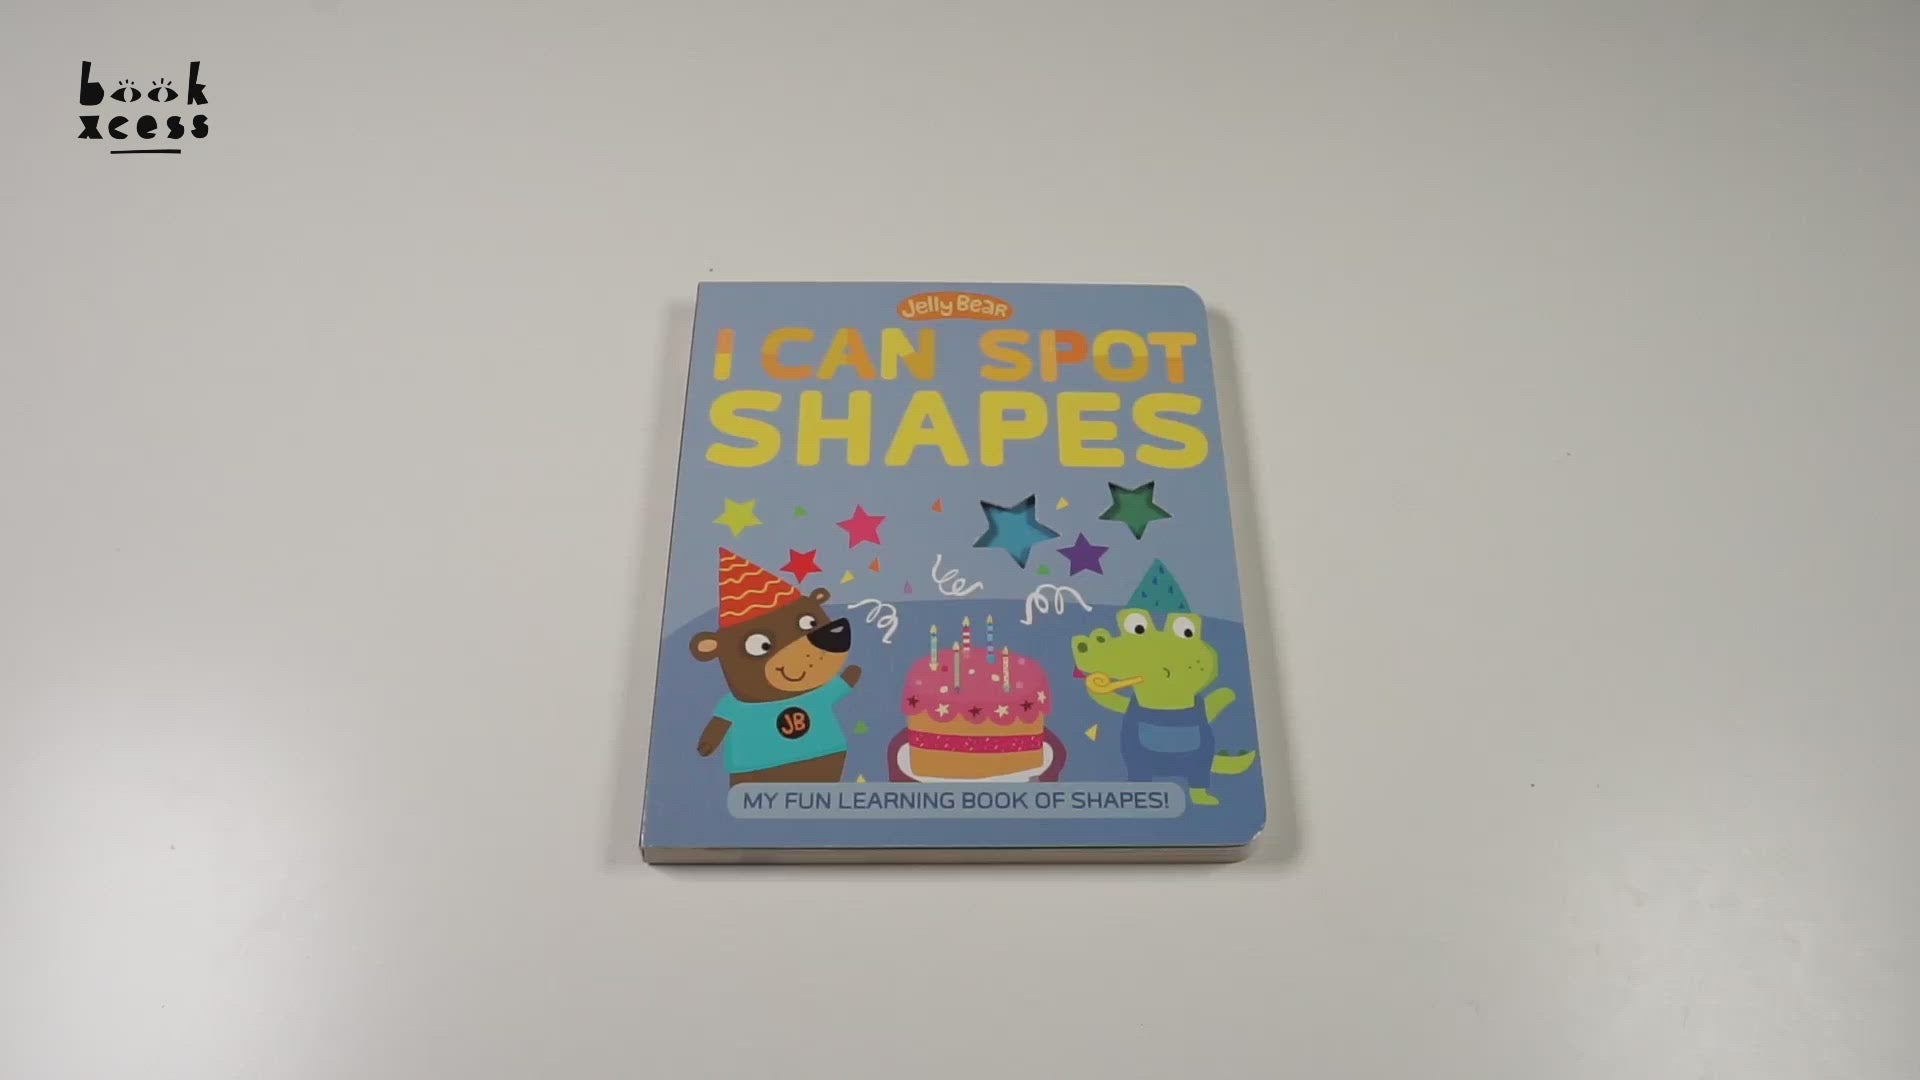 book
xcess
Jelly Bear
I CAN SPOT
SHAPES
JB
MY FUN LEARNING BOOK OF SHAPES!